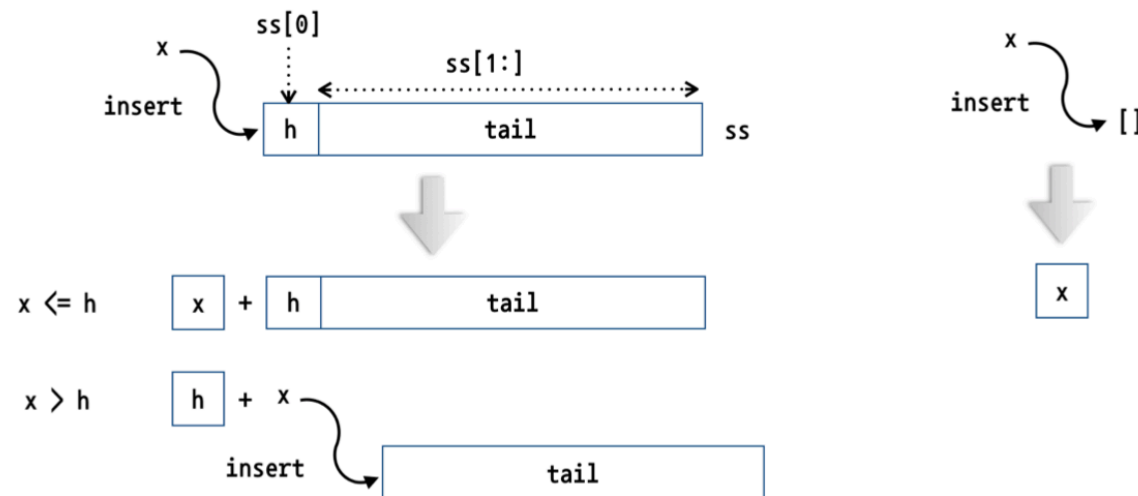 ss[0]
x
ss[1:]
insert
h
tail
ss
x <= h
x
+
h
tail
x > h
h
+
x
insert
tail
x
insert
[]
x